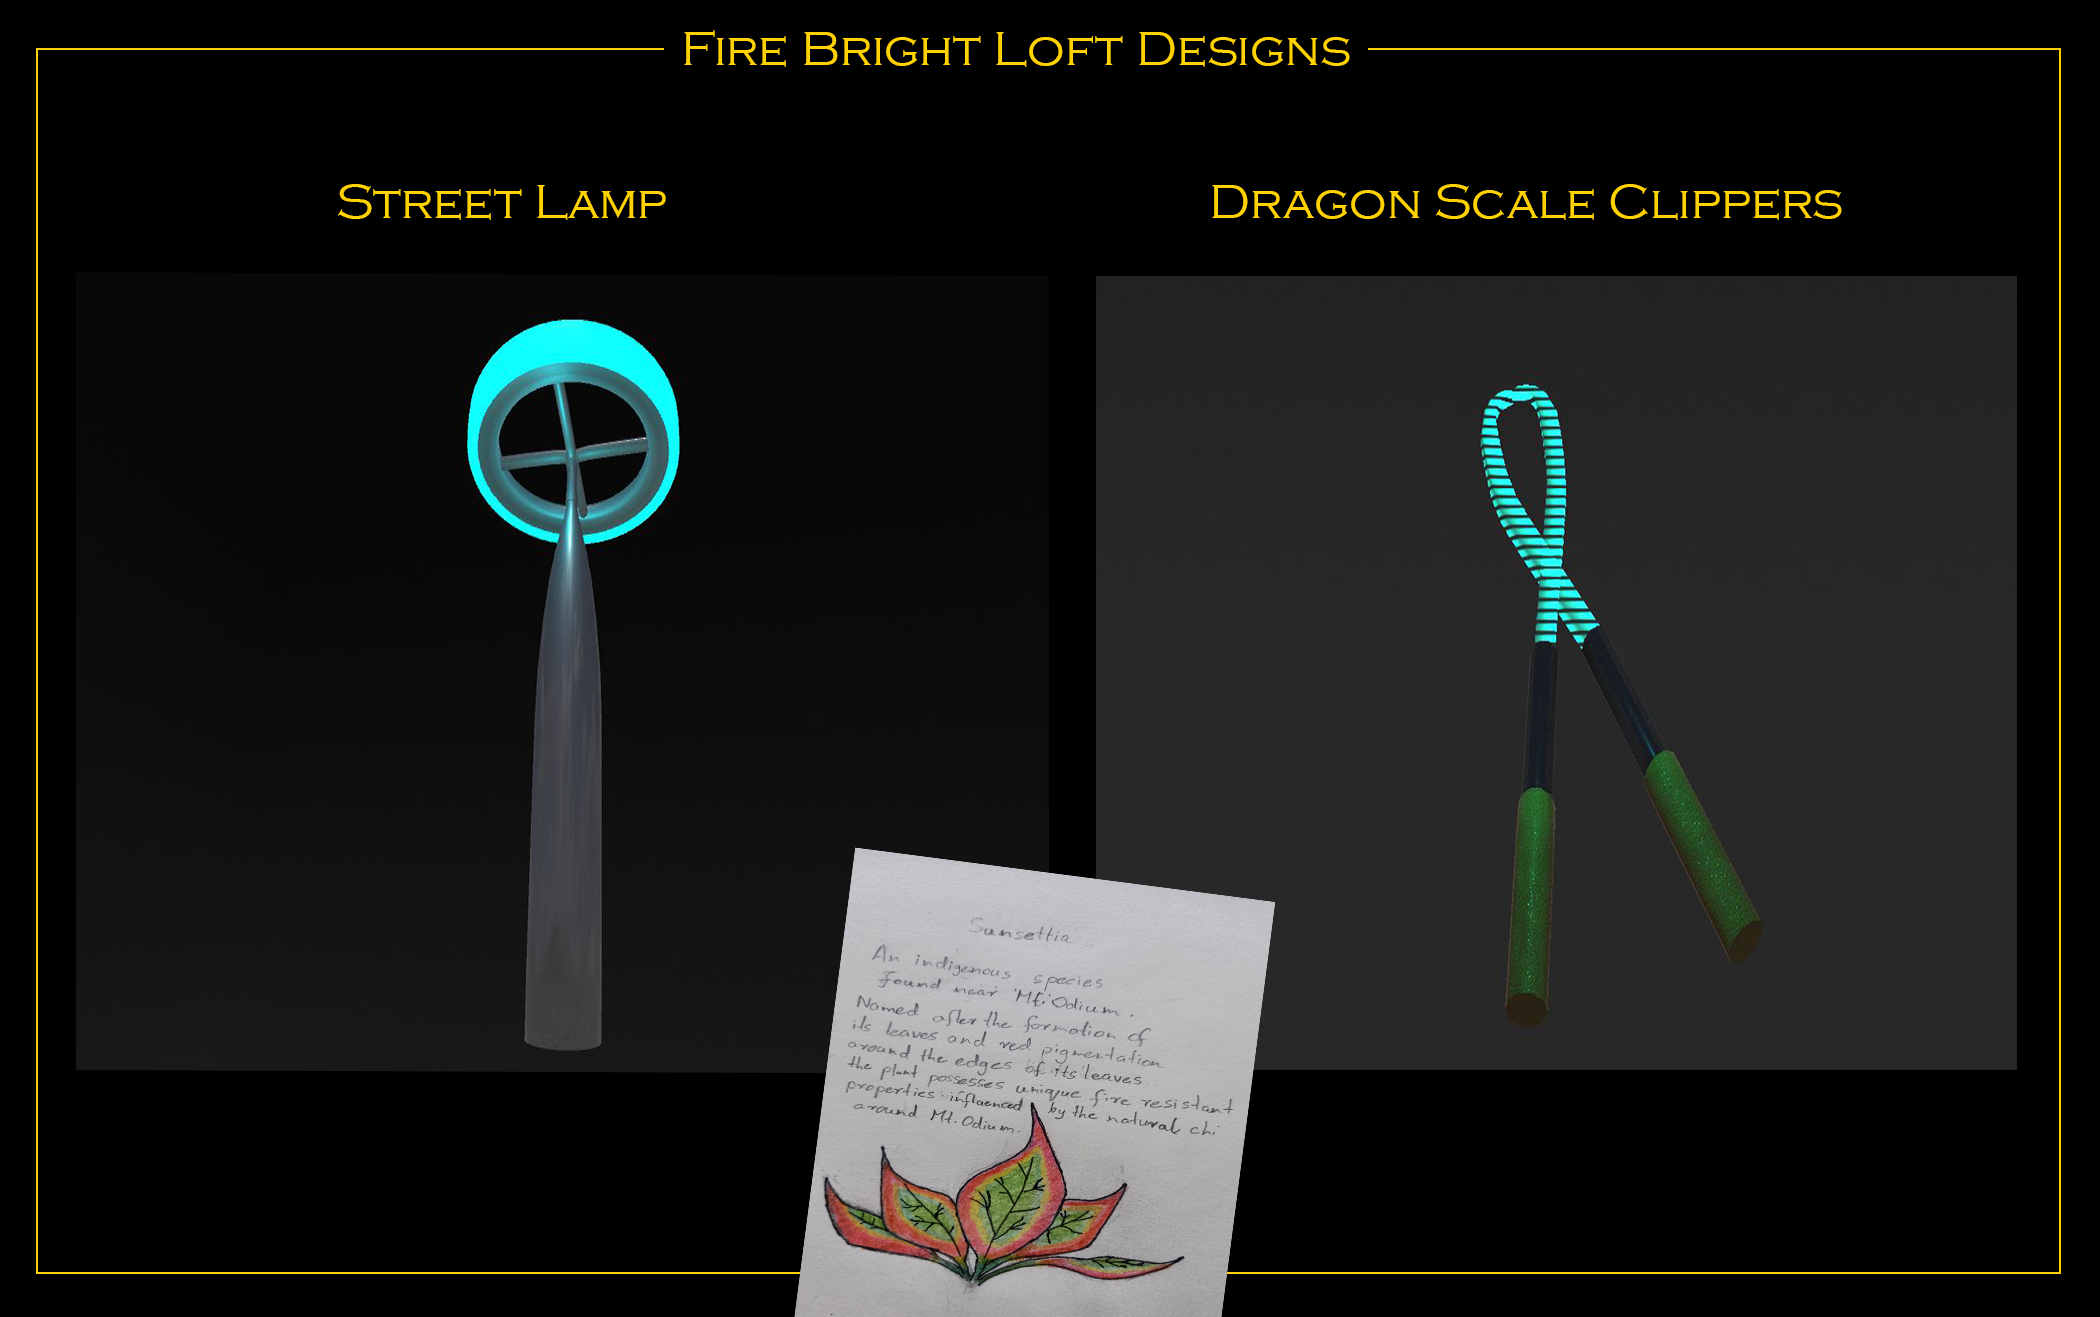 Fire Bright Loft Designs
Street Lamp
Dragon Scale Clippers
Sunsettia
An indigenous species
found near Mt. Odium.
Named after the formation of
its leaves and red pigmentation
around the edges of its leaves
the plant possesses unique fire resistant
properties influenced by the natural chi
around Mt. Odium.